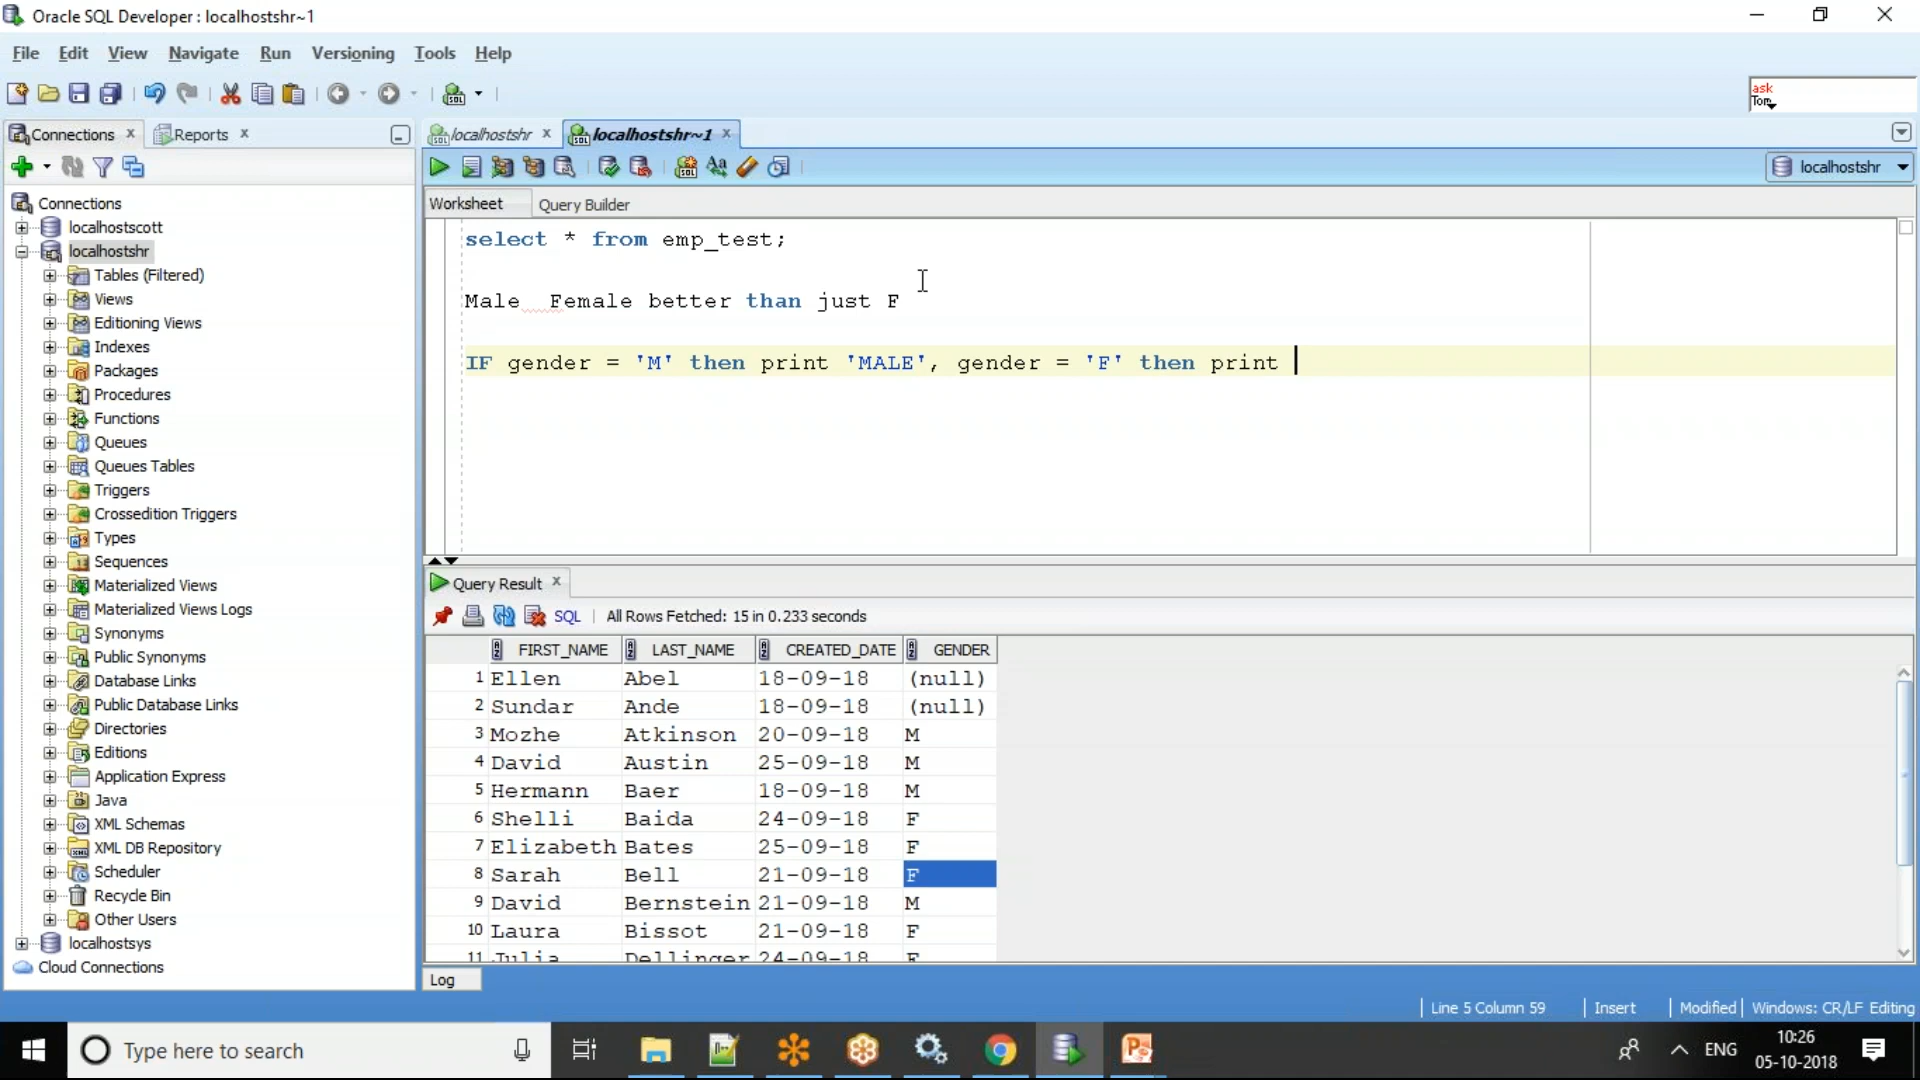 Oracle SQL Developer : localhostshr~1
File Edit View Navigate Run Versioning Tools Help
ask
Tom
Connections Reports
localhostshr localhostshr~1
localhostshr
Worksheet Query Builder
Connections
localhostscott
localhostshr
Tables (Filtered)
Views
Editioning Views
Indexes
Packages
Procedures
Functions
Queues
Queues Tables
Triggers
Crossedition Triggers
Types
Sequences
Materialized Views
Materialized Views Logs
Synonyms
Public Synonyms
Database Links
Public Database Links
Directories
Editions
Application Express
Java
XML Schemas
XML DB Repository
Scheduler
Recycle Bin
Other Users
localhostsys
Cloud Connections
select * from emp_test;
Male Female better than just F
IF gender = 'M' then print 'MALE', gender = 'F' then print
Query Result
SQL All Rows Fetched: 15 in 0.233 seconds
FIRST_NAME LAST_NAME CREATED_DATE GENDER
1 Ellen Abel 18-09-18 (null)
2 Sundar Ande 18-09-18 (null)
3 Mozhe Atkinson 20-09-18 M
4 David Austin 25-09-18 M
5 Hermann Baer 18-09-18 M
6 Shelli Baida 24-09-18 F
7 Elizabeth Bates 25-09-18 F
8 Sarah Bell 21-09-18 F
9 David Bernstein 21-09-18 M
10 Laura Bissot 21-09-18 F
11 Julia Dellinger 24-09-18 F
Log
Line 5 Column 59 Insert Modified Windows: CR/LF Editing
Type here to search
ENG
10:26
05-10-2018